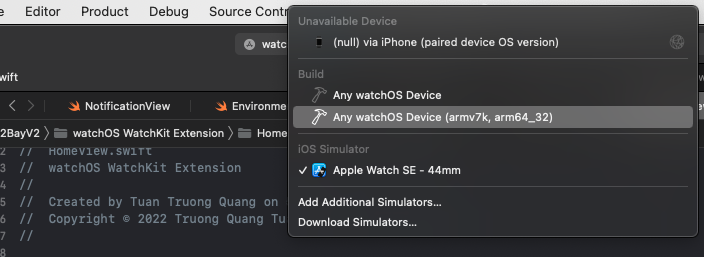 e
Editor
Product
Debug
Source Contr
Unavailable Device
(null) via iPhone (paired device OS version)
watc
wift
Build
Any watchOS Device
NotificationView
Environme
Any watchOS Device (armv7k, arm64_32)
2BayV2
watchOS WatchKit Extension
Home
iOS Simulator
2 // HomeView.swift
3 // watchOS WatchKit Extension
✓ Apple Watch SE - 44mm
4 //
5 // Created by Tuan Truong Quang on
Add Additional Simulators…
6 // Copyright © 2022 Truong Quang Tu
Download Simulators…
7 //
8